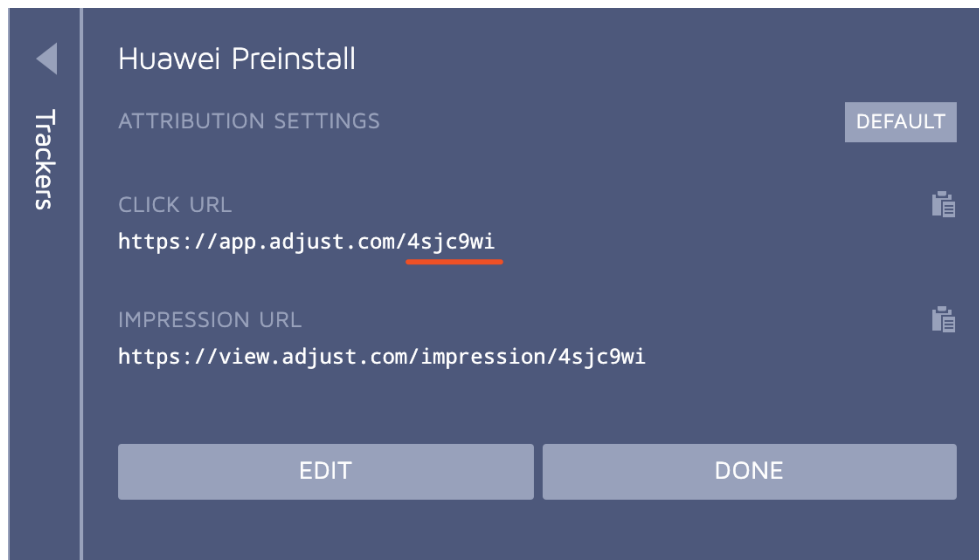 Trackers
Huawei Preinstall
ATTRIBUTION SETTINGS
DEFAULT
CLICK URL
https://app.adjust.com/4sjc9wi
IMPRESSION URL
https://view.adjust.com/impression/4sjc9wi
EDIT
DONE